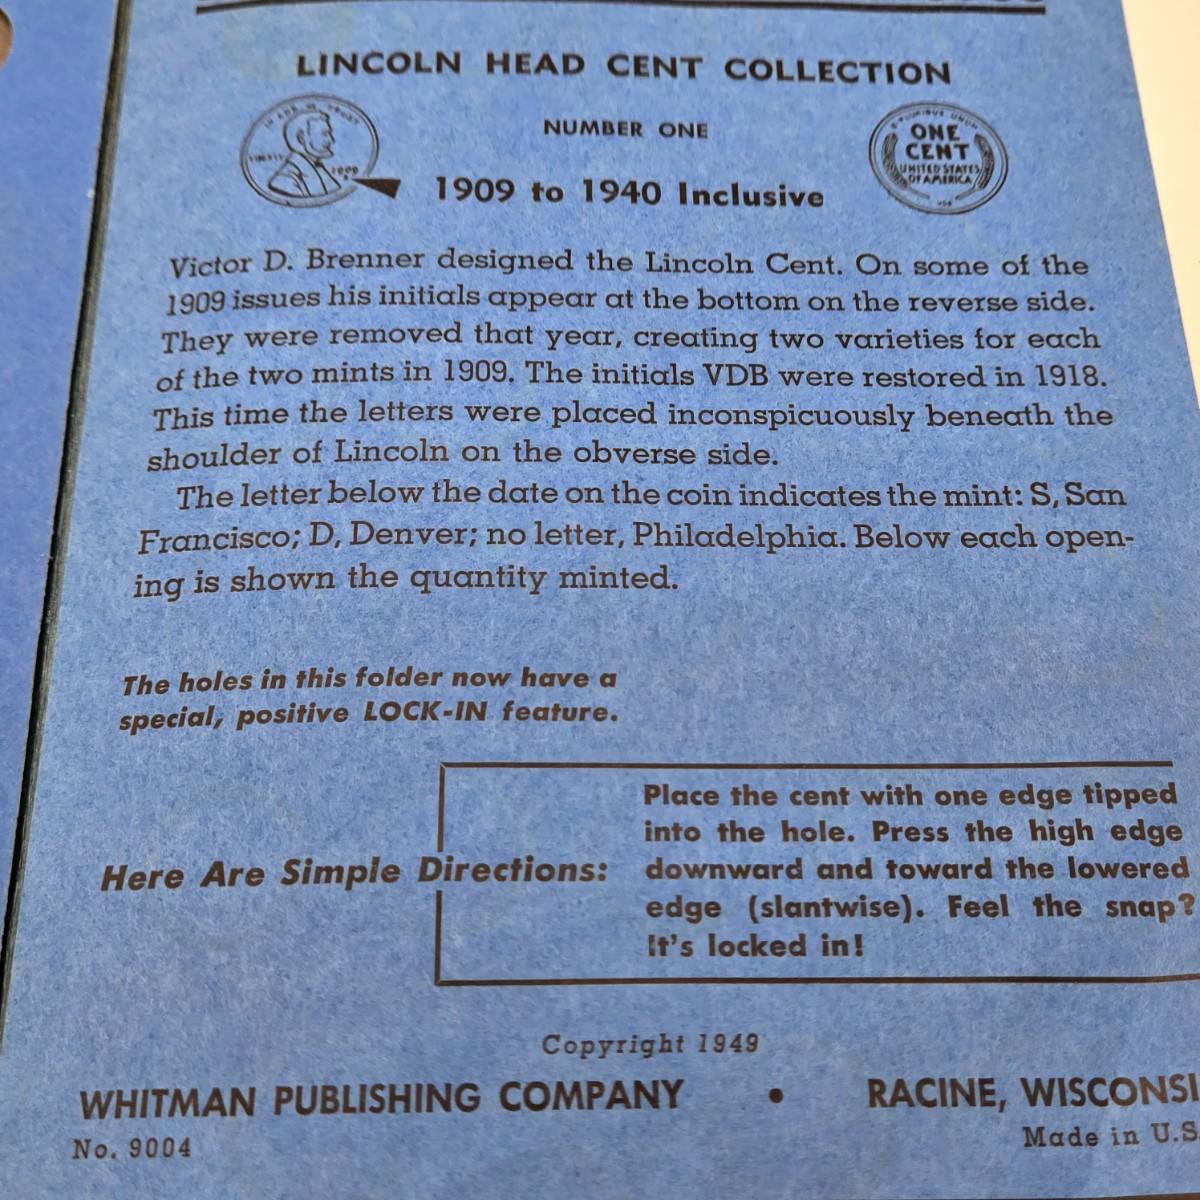 LINCOLN HEAD CENT COLLECTION
NUMBER ONE
1909 to 1940 Inclusive
IN GOD WE TRUST
LIBERTY
1909
E PLURIBUS UNUM
ONE
CENT
UNITED STATES
OF AMERICA
VDB
Victor D. Brenner designed the Lincoln Cent. On some of the
1909 issues his initials appear at the bottom on the reverse side.
They were removed that year, creating two varieties for each
of the two mints in 1909. The initials VDB were restored in 1918.
This time the letters were placed inconspicuously beneath the
shoulder of Lincoln on the obverse side.
The letter below the date on the coin indicates the mint: S, San
Francisco; D, Denver; no letter, Philadelphia. Below each open-
ing is shown the quantity minted.
The holes in this folder now have a
special, positive LOCK-IN feature.
Here Are Simple Directions:
Place the cent with one edge tipped
into the hole. Press the high edge
downward and toward the lowered
edge (slantwise). Feel the snap?
It's locked in!
Copyright 1949
WHITMAN PUBLISHING COMPANY • RACINE, WISCONSI
No. 9004
Made in U.S